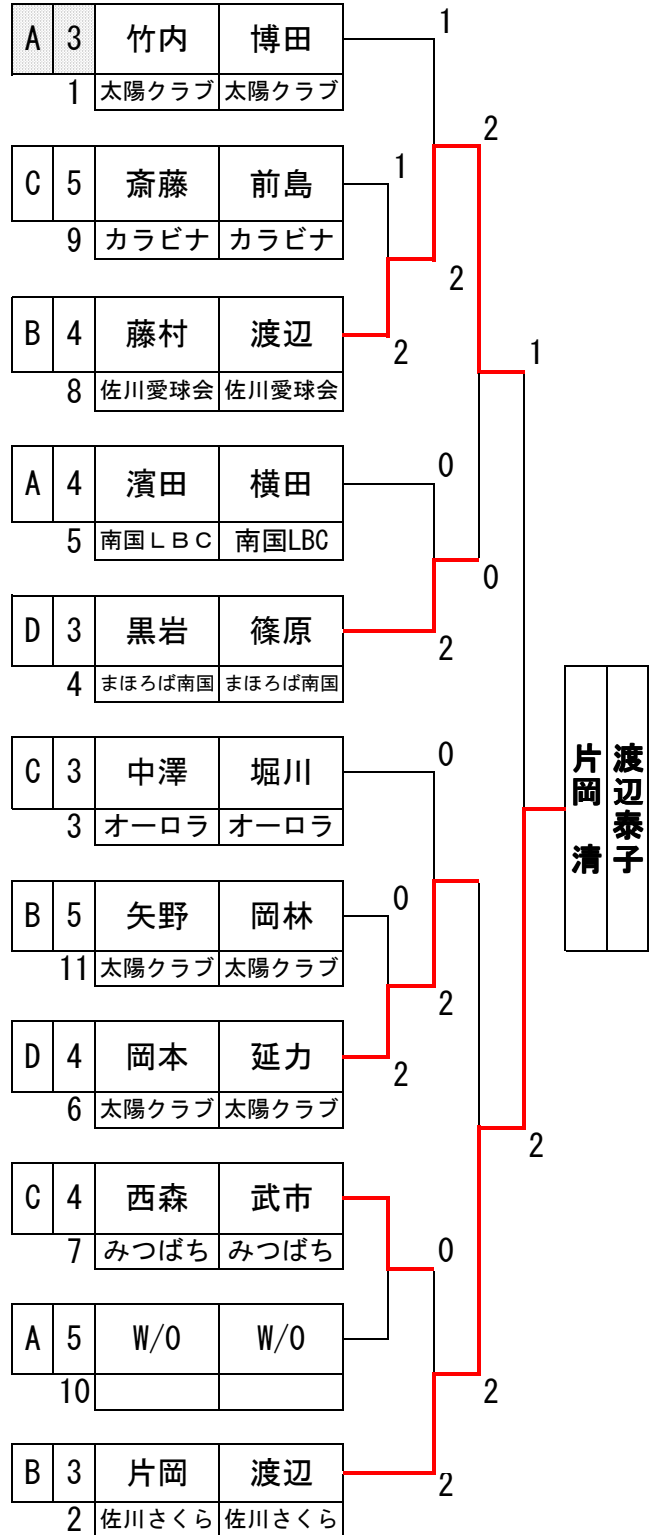 A 3 竹内 博田 1
1 太陽クラブ 太陽クラブ
2
C 5 斎藤 前島 1
9 カラビナ カラビナ
2
B 4 藤村 渡辺 2
8 佐川愛球会 佐川愛球会
1
A 4 濱田 横田 0
5 南国ＬＢＣ 南国LBC
0
D 3 黒岩 篠原 2
4 まほろば南国 まほろば南国
C 3 中澤 堀川 0
3 オーロラ オーロラ
片岡 清
渡辺泰子
B 5 矢野 岡林 0
11 太陽クラブ 太陽クラブ
2
D 4 岡本 延力 2
6 太陽クラブ 太陽クラブ
2
C 4 西森 武市
7 みつばち みつばち 0
A 5 W/O W/O
10
2
B 3 片岡 渡辺 2
2 佐川さくら 佐川さくら